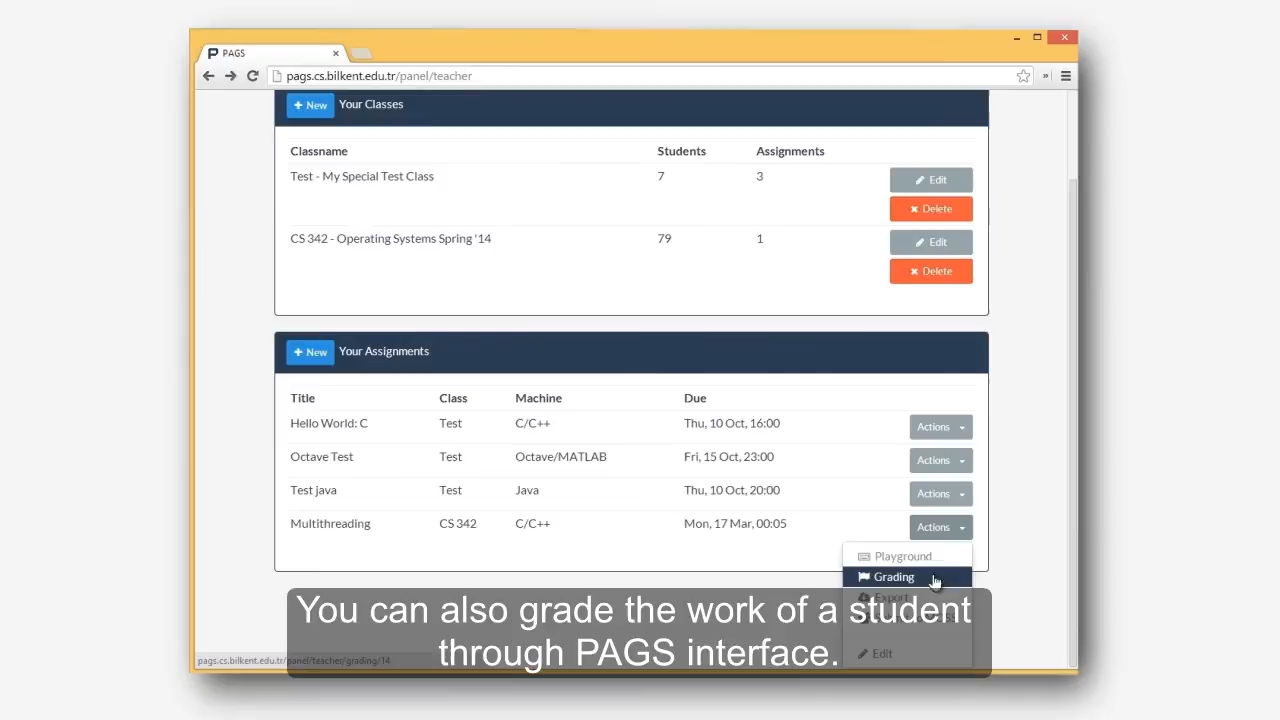 PAGS
pags.cs.bilkent.edu.tr/panel/teacher
New Your Classes
Classname Students Assignments
Test - My Special Test Class 7 3 Edit
Delete
CS 342 - Operating Systems Spring '14 79 1 Edit
Delete
New Your Assignments
Title Class Machine Due
Hello World: C Test C/C++ Thu, 10 Oct, 16:00 Actions
Octave Test Test Octave/MATLAB Fri, 15 Oct, 23:00 Actions
Test java Test Java Thu, 10 Oct, 20:00 Actions
Multithreading CS 342 C/C++ Mon, 17 Mar, 00:05 Actions
Playground
Grading
Export
Edit
You can also grade the work of a student
through PAGS interface.
pags.cs.bilkent.edu.tr/panel/teacher/grading/14